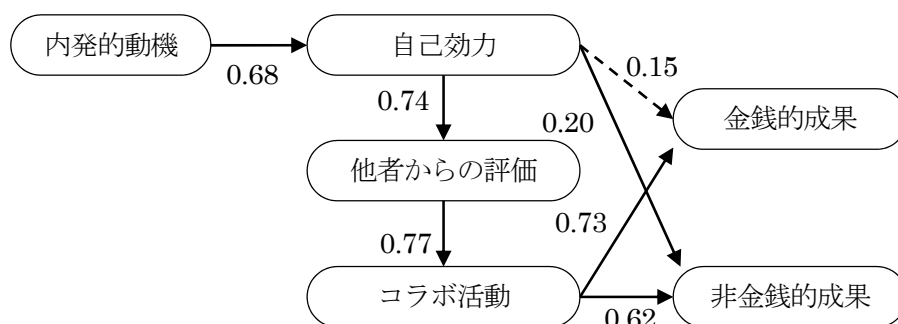 内発的動機
自己効力
0.68
0.15
0.74
0.20
金銭的成果
他者からの評価
0.73
0.77
コラボ活動
非金銭的成果
0.62